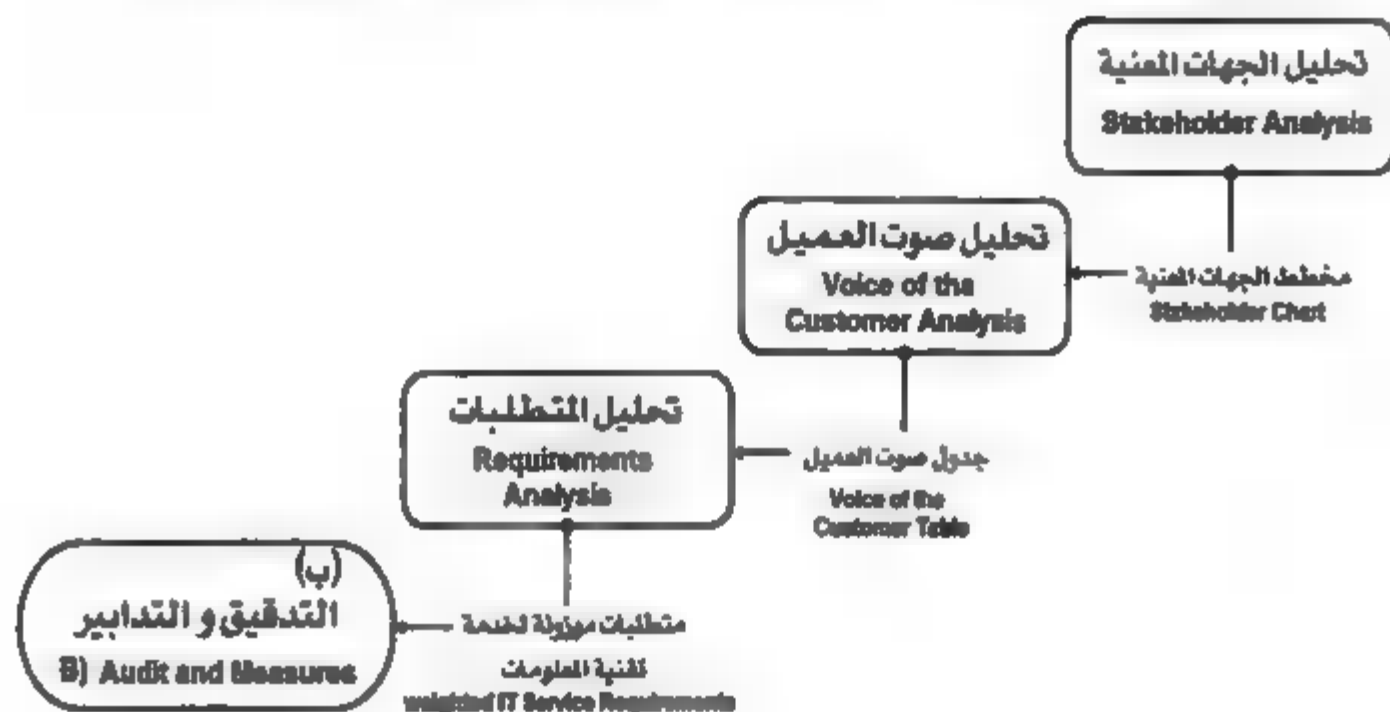 تحليل الجهات المعنية
Stakeholder Analysis
مخطط الجهات المعنية
Stakeholder Chart
تحليل صوت العميل
Voice of the
Customer Analysis
جدول صوت العميل
Voice of the
Customer Table
تحليل المتطلبات
Requirements
Analysis
متطلبات موزونة لخدمة
تقنية المعلومات
weighted IT Service Requirements
(ب)
التدقيق و التدابير
B) Audit and Measures